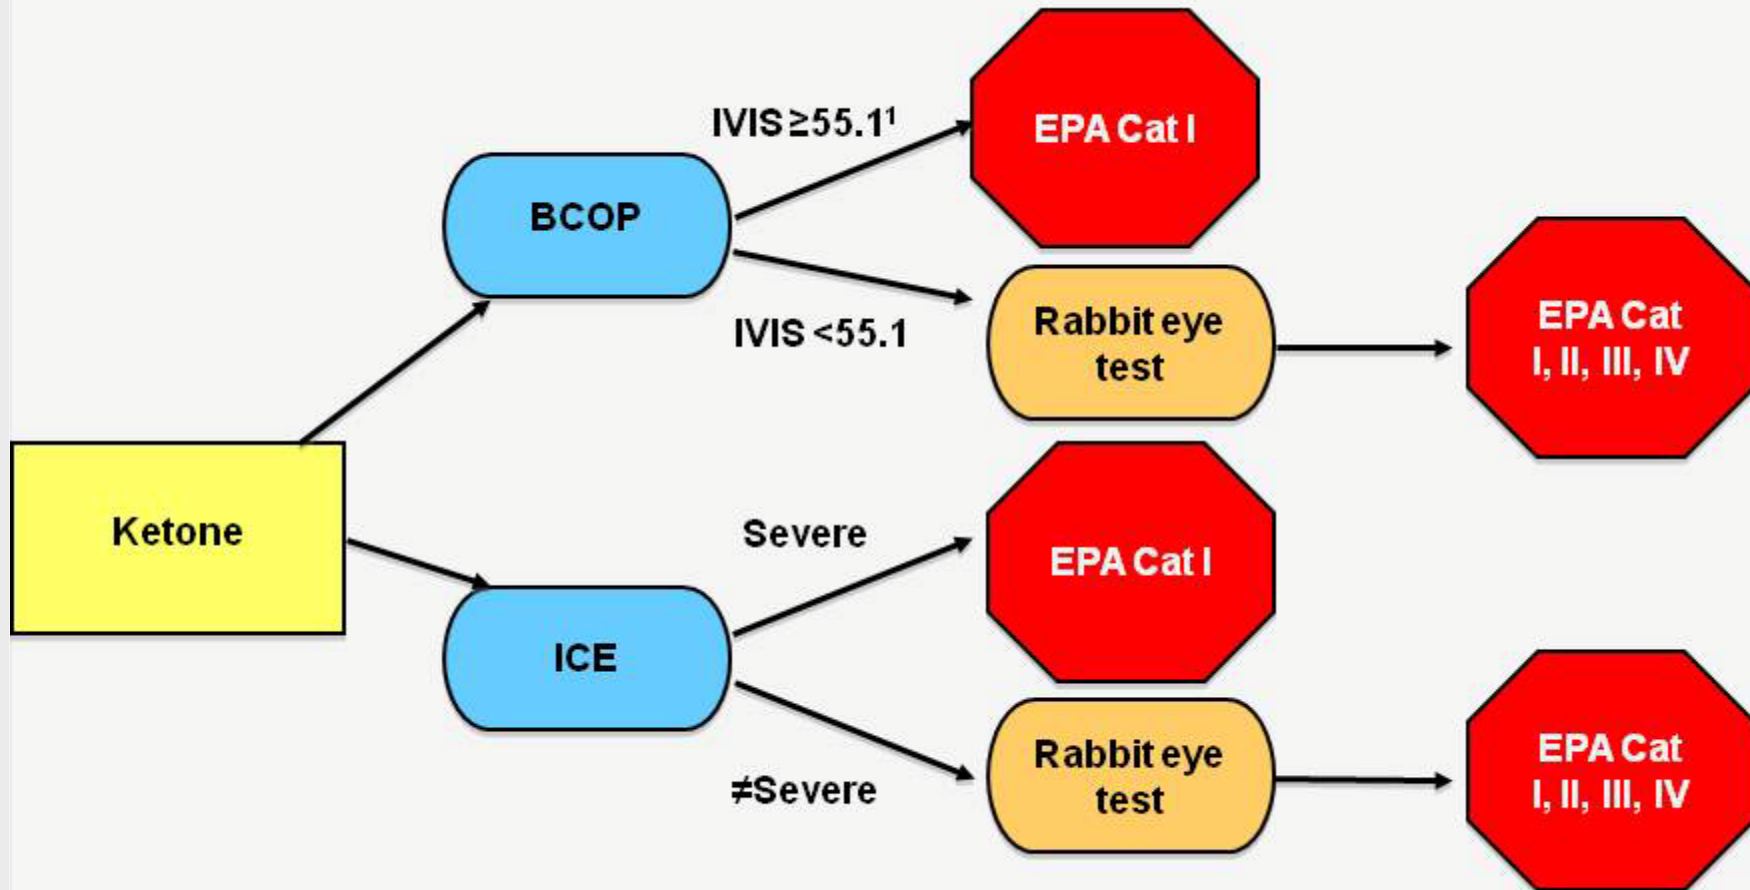 IVIS ≥55.1¹
EPA Cat I
BCOP
IVIS <55.1
Rabbit eye
test
EPA Cat
I, II, III, IV
Ketone
Severe
EPA Cat I
ICE
≠Severe
Rabbit eye
test
EPA Cat
I, II, III, IV